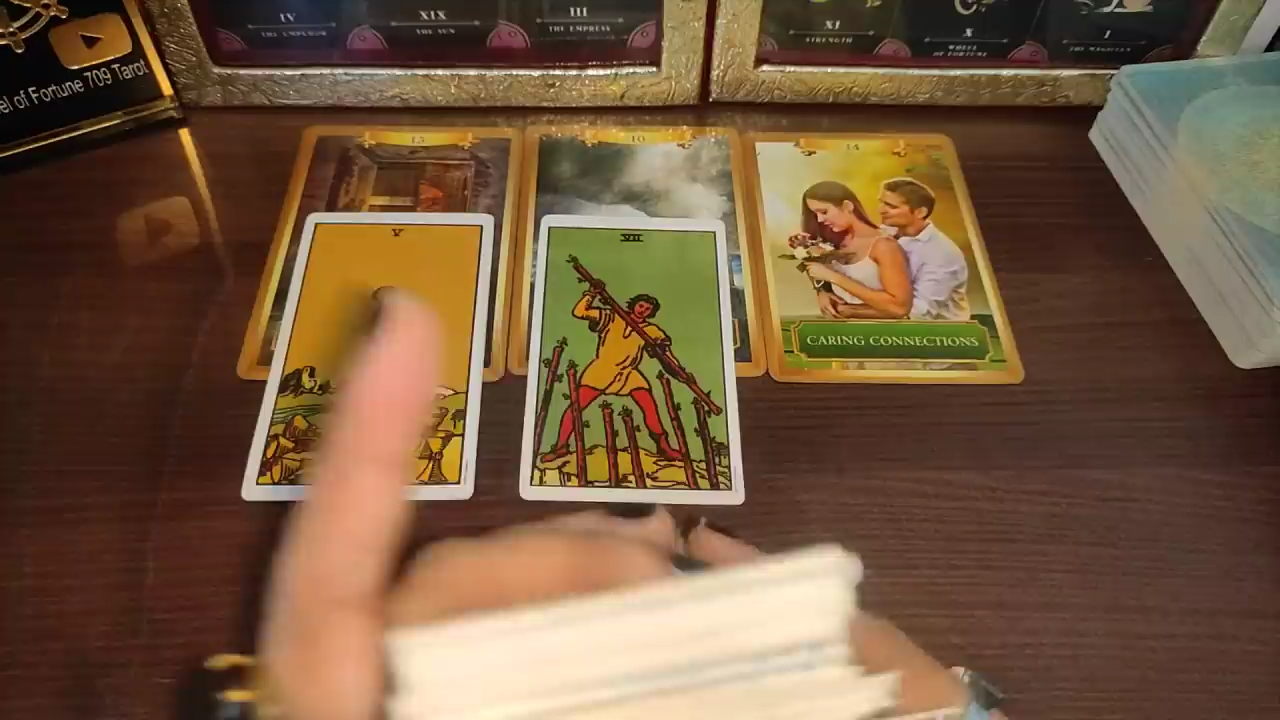 IV
THE EMPEROR
XIX
THE SUN
III
THE EMPRESS
XI
STRENGTH
X
WHEEL
OF FORTUNE
I
THE MAGICIAN
el of Fortune 709 Tarot
13
10
14
V
VII
CARING CONNECTIONS